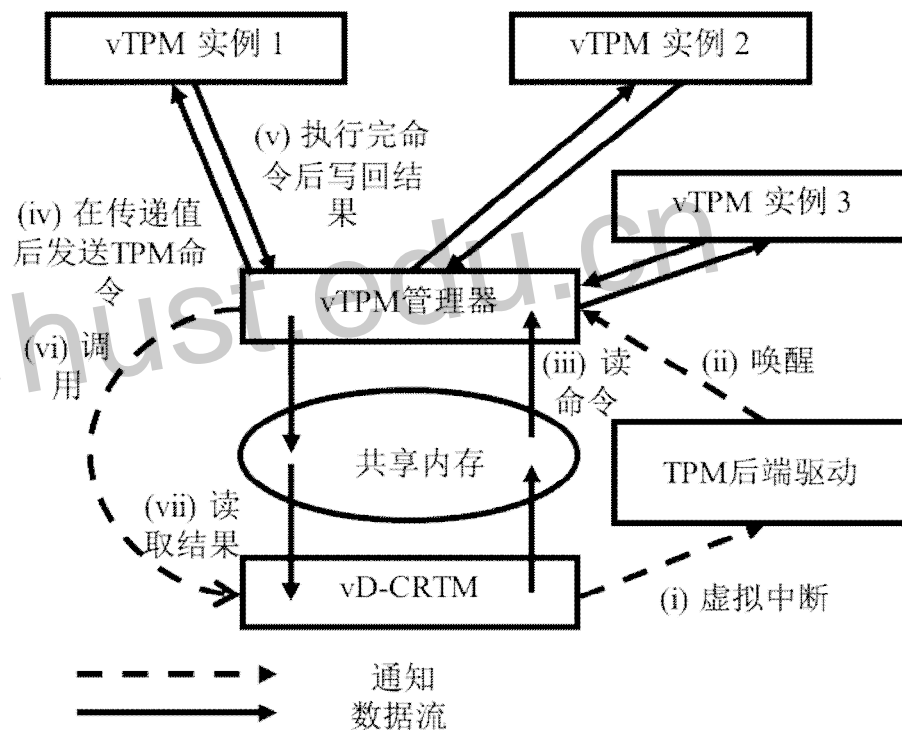 vTPM 实例 1
vTPM 实例 2
(v) 执行完命
令后写回结
果
vTPM 实例 3
(iv) 在传递值
后发送TPM命
令
vTPM管理器
(vi) 调
用
(iii) 读
命令
(ii) 唤醒
共享内存
TPM后端驱动
(vii) 读
取结果
vD-CRTM
(i) 虚拟中断
通知
数据流
hust.edu.cn